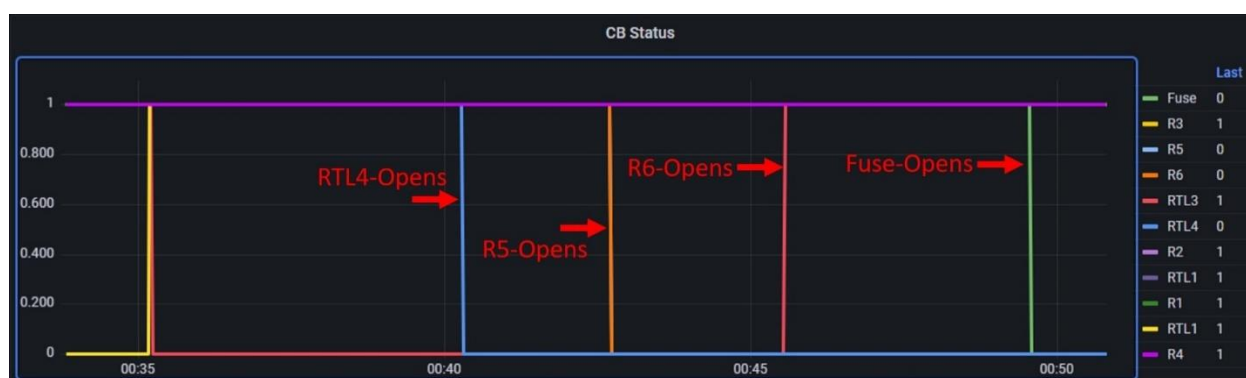 CB Status
Last
1
0.800
0.600
0.400
0.200
0
00:35
00:40
00:45
00:50
RTL4-Opens
R5-Opens
R6-Opens
Fuse-Opens
Fuse 0
R3 1
R5 0
R6 0
RTL3 1
RTL4 0
R2 1
RTL1 1
R1 1
RTL1 1
R4 1